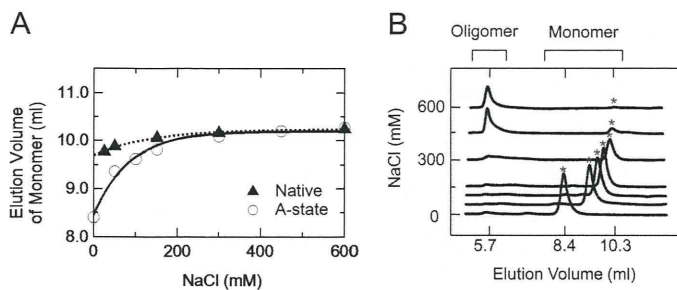 A
Elution Volume
of Monomer (ml)
11.0
10.0
9.0
8.0
0
200
400
600
NaCl (mM)
Native
A-state
B
Oligomer
Monomer
NaCl (mM)
600
300
0
* * * * * * *
5.7
8.4
10.3
Elution Volume (ml)